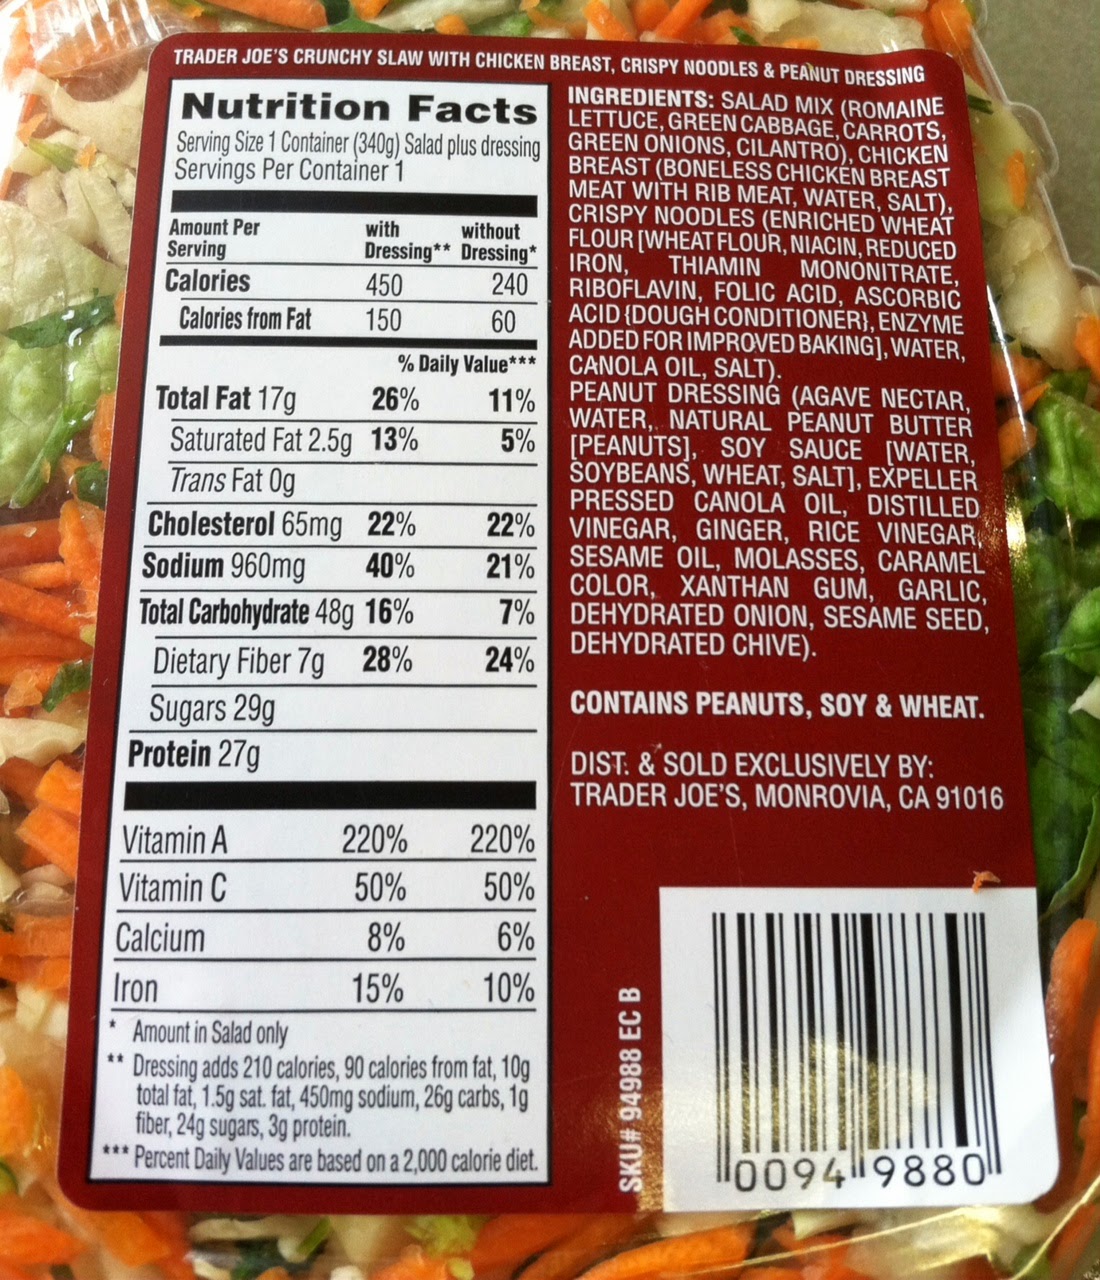 TRADER JOE'S CRUNCHY SLAW WITH CHICKEN BREAST, CRISPY NOODLES & PEANUT DRESSING
Nutrition Facts
Serving Size 1 Container (340g) Salad plus dressing
Servings Per Container 1
Amount Per Serving with Dressing** without Dressing*
Calories 450 240
Calories from Fat 150 60
% Daily Value***
Total Fat 17g 26% 11%
Saturated Fat 2.5g 13% 5%
Trans Fat 0g
Cholesterol 65mg 22% 22%
Sodium 960mg 40% 21%
Total Carbohydrate 48g 16% 7%
Dietary Fiber 7g 28% 24%
Sugars 29g
Protein 27g
Vitamin A 220% 220%
Vitamin C 50% 50%
Calcium 8% 6%
Iron 15% 10%
* Amount in Salad only
** Dressing adds 210 calories, 90 calories from fat, 10g
total fat, 1.5g sat. fat, 450mg sodium, 26g carbs, 1g
fiber, 24g sugars, 3g protein.
*** Percent Daily Values are based on a 2,000 calorie diet.
INGREDIENTS: SALAD MIX (ROMAINE
LETTUCE, GREEN CABBAGE, CARROTS,
GREEN ONIONS, CILANTRO), CHICKEN
BREAST (BONELESS CHICKEN BREAST
MEAT WITH RIB MEAT, WATER, SALT),
CRISPY NOODLES (ENRICHED WHEAT
FLOUR [WHEAT FLOUR, NIACIN, REDUCED
IRON, THIAMIN MONONITRATE,
RIBOFLAVIN, FOLIC ACID, ASCORBIC
ACID {DOUGH CONDITIONER}, ENZYME
ADDED FOR IMPROVED BAKING], WATER,
CANOLA OIL, SALT).
PEANUT DRESSING (AGAVE NECTAR,
WATER, NATURAL PEANUT BUTTER
[PEANUTS], SOY SAUCE [WATER,
SOYBEANS, WHEAT, SALT], EXPELLER
PRESSED CANOLA OIL, DISTILLED
VINEGAR, GINGER, RICE VINEGAR,
SESAME OIL, MOLASSES, CARAMEL
COLOR, XANTHAN GUM, GARLIC,
DEHYDRATED ONION, SESAME SEED,
DEHYDRATED CHIVE).
CONTAINS PEANUTS, SOY & WHEAT.
DIST. & SOLD EXCLUSIVELY BY:
TRADER JOE'S, MONROVIA, CA 91016
SKU# 94988 EC B
0094 9880